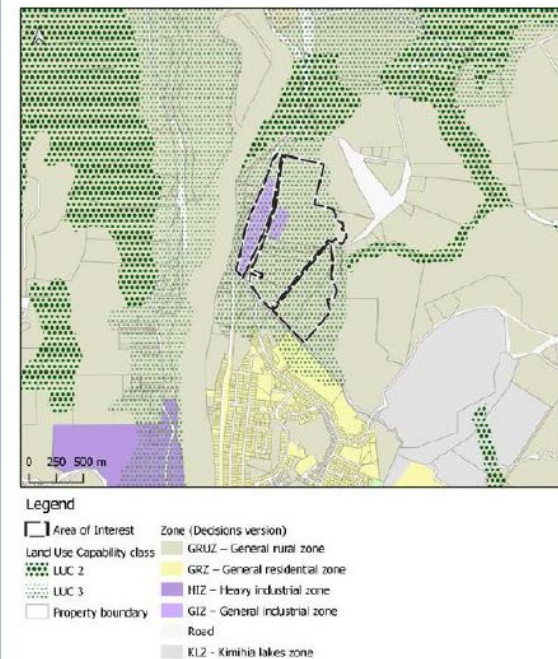 0 250 500 m
Legend
Area of Interest
Land Use Capability class
LUC 2
LUC 3
Property boundary
Zone (Decisions version)
GRUZ – General rural zone
GRZ – General residential zone
HIZ – Heavy industrial zone
GIZ – General industrial zone
Road
KLZ - Kimihia lakes zone